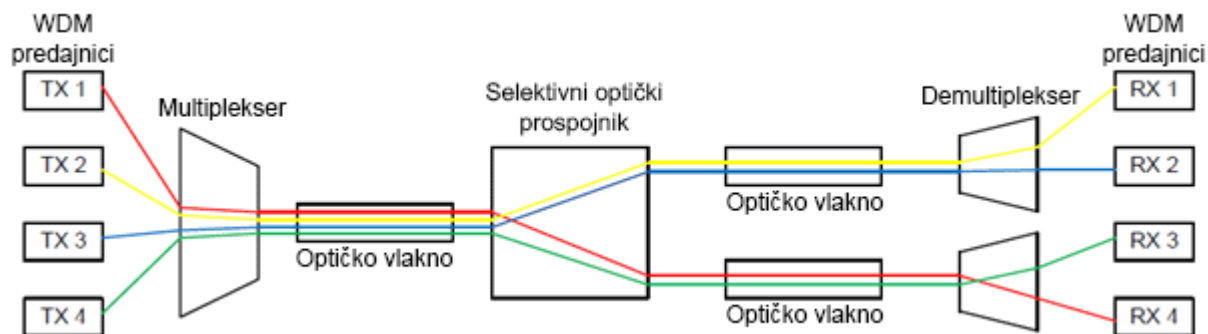 WDM
predajnici
TX 1
TX 2
TX 3
TX 4
Multiplekser
Optičko vlakno
Selektivni optički
prospojnik
Optičko vlakno
Optičko vlakno
Demultiplekser
WDM
predajnici
RX 1
RX 2
RX 3
RX 4